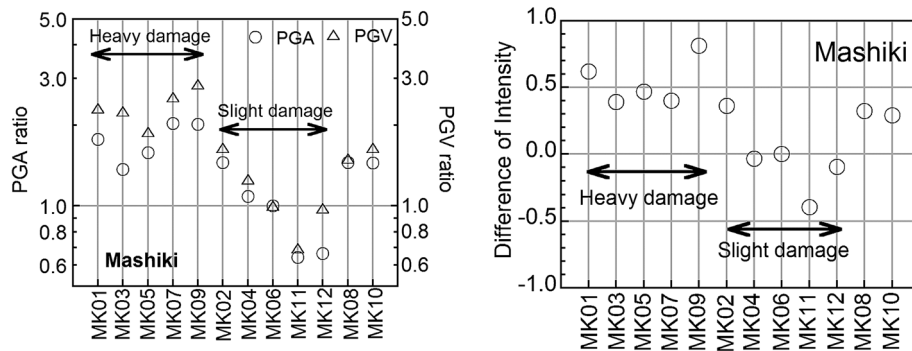 5.0
3.0
1.0
0.8
0.6
PGA ratio
Heavy damage
PGA
PGV
Slight damage
Mashiki
5.0
3.0
1.0
0.8
0.6
PGV ratio
MK01
MK03
MK05
MK07
MK09
MK02
MK04
MK06
MK11
MK12
MK08
MK10
1.0
0.5
0.0
-0.5
-1.0
Difference of Intensity
Mashiki
Heavy damage
Slight damage
MK01
MK03
MK05
MK07
MK09
MK02
MK04
MK06
MK11
MK12
MK08
MK10